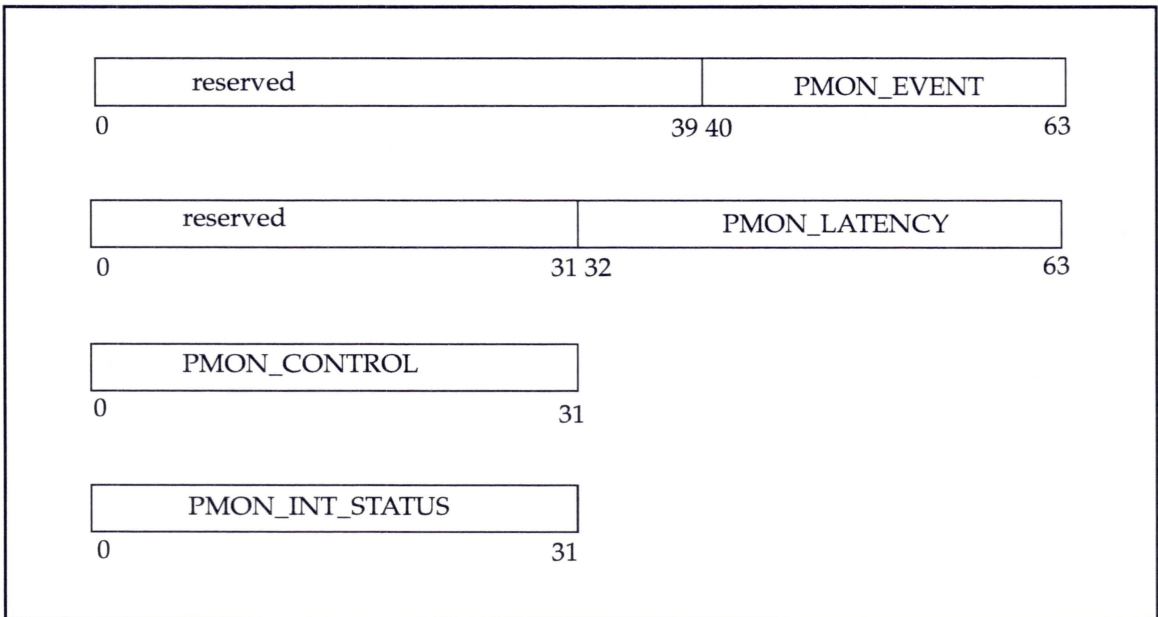 reserved PMON_EVENT
0 39 40 63
reserved PMON_LATENCY
0 31 32 63
PMON_CONTROL
0 31
PMON_INT_STATUS
0 31